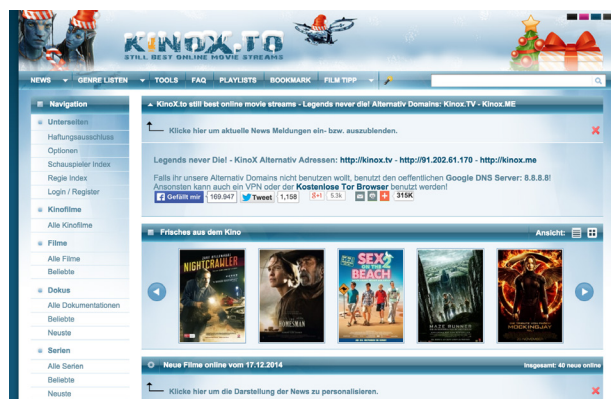 KINOX.TO
STILL BEST ONLINE MOVIE STREAMS
NEWS GENRE LISTEN TOOLS FAQ PLAYLISTS BOOKMARK FILM TIPP
Navigation
Unterseiten
Haftungsausschluss
Optionen
Schauspieler Index
Regie Index
Login / Register
Kinofilme
Alle Kinofilme
Filme
Alle Filme
Beliebte
Dokus
Alle Dokumentationen
Beliebte
Neuste
Serien
Alle Serien
Beliebte
Neuste
KinoX.to still best online movie streams - Legends never die! Alternativ Domains: Kinox.TV - Kinox.ME
Klicke hier um aktuelle News Meldungen ein- bzw. auszublenden.
Legends never Die! - KinoX Alternativ Adressen: http://kinox.tv - http://91.202.61.170 - http://kinox.me
Falls ihr unsere Alternativ Domains nicht benutzen wollt, benutzt den oeffentlichen Google DNS Server: 8.8.8.8!
Ansonsten kann auch ein VPN oder der Kostenlose Tor Browser benutzt werden!
Gefällt mir 169.947 Tweet 1,158 g+1 5.3k 315K
Frisches aus dem Kino Ansicht:
NIGHTCRAWLER
HOMESMAN
SEX ON THE BEACH 2
MAZE RUNNER
MOCKINGJAY
Neue Filme online vom 17.12.2014 Insgesamt: 40 neue online
Klicke hier um die Darstellung der News zu personalisieren.